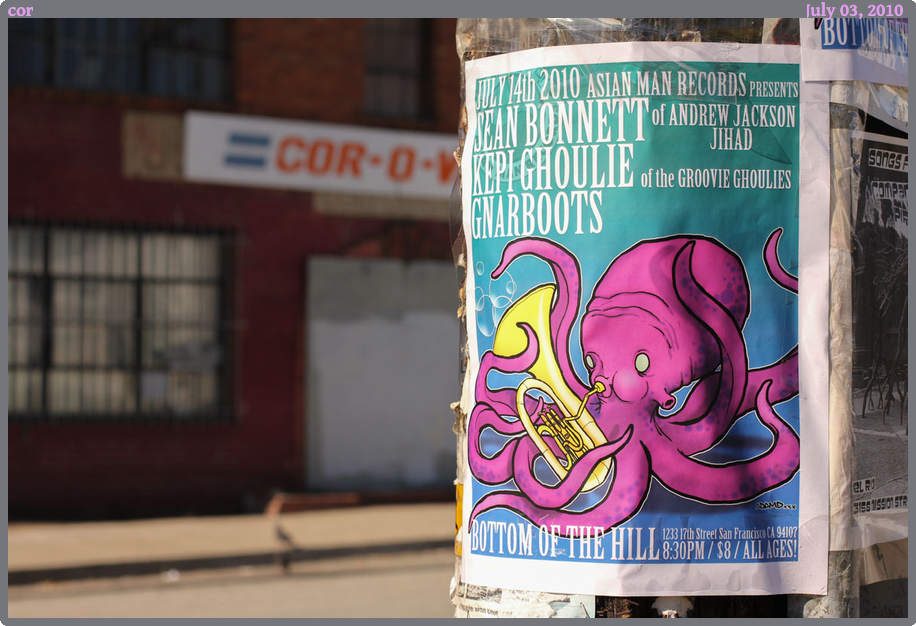 cor
july 03, 2010
COR-O-V
JULY 14th 2010 ASIAN MAN RECORDS PRESENTS
SEAN BONNETT of ANDREW JACKSON JIHAD
KEPI GHOULIE of the GROOVIE GHOULIES
GNARBOOTS
BOTTOM OF THE HILL 1233 17th Street San Francisco CA 94107
8:30PM / $8 / ALL AGES!
SONGS